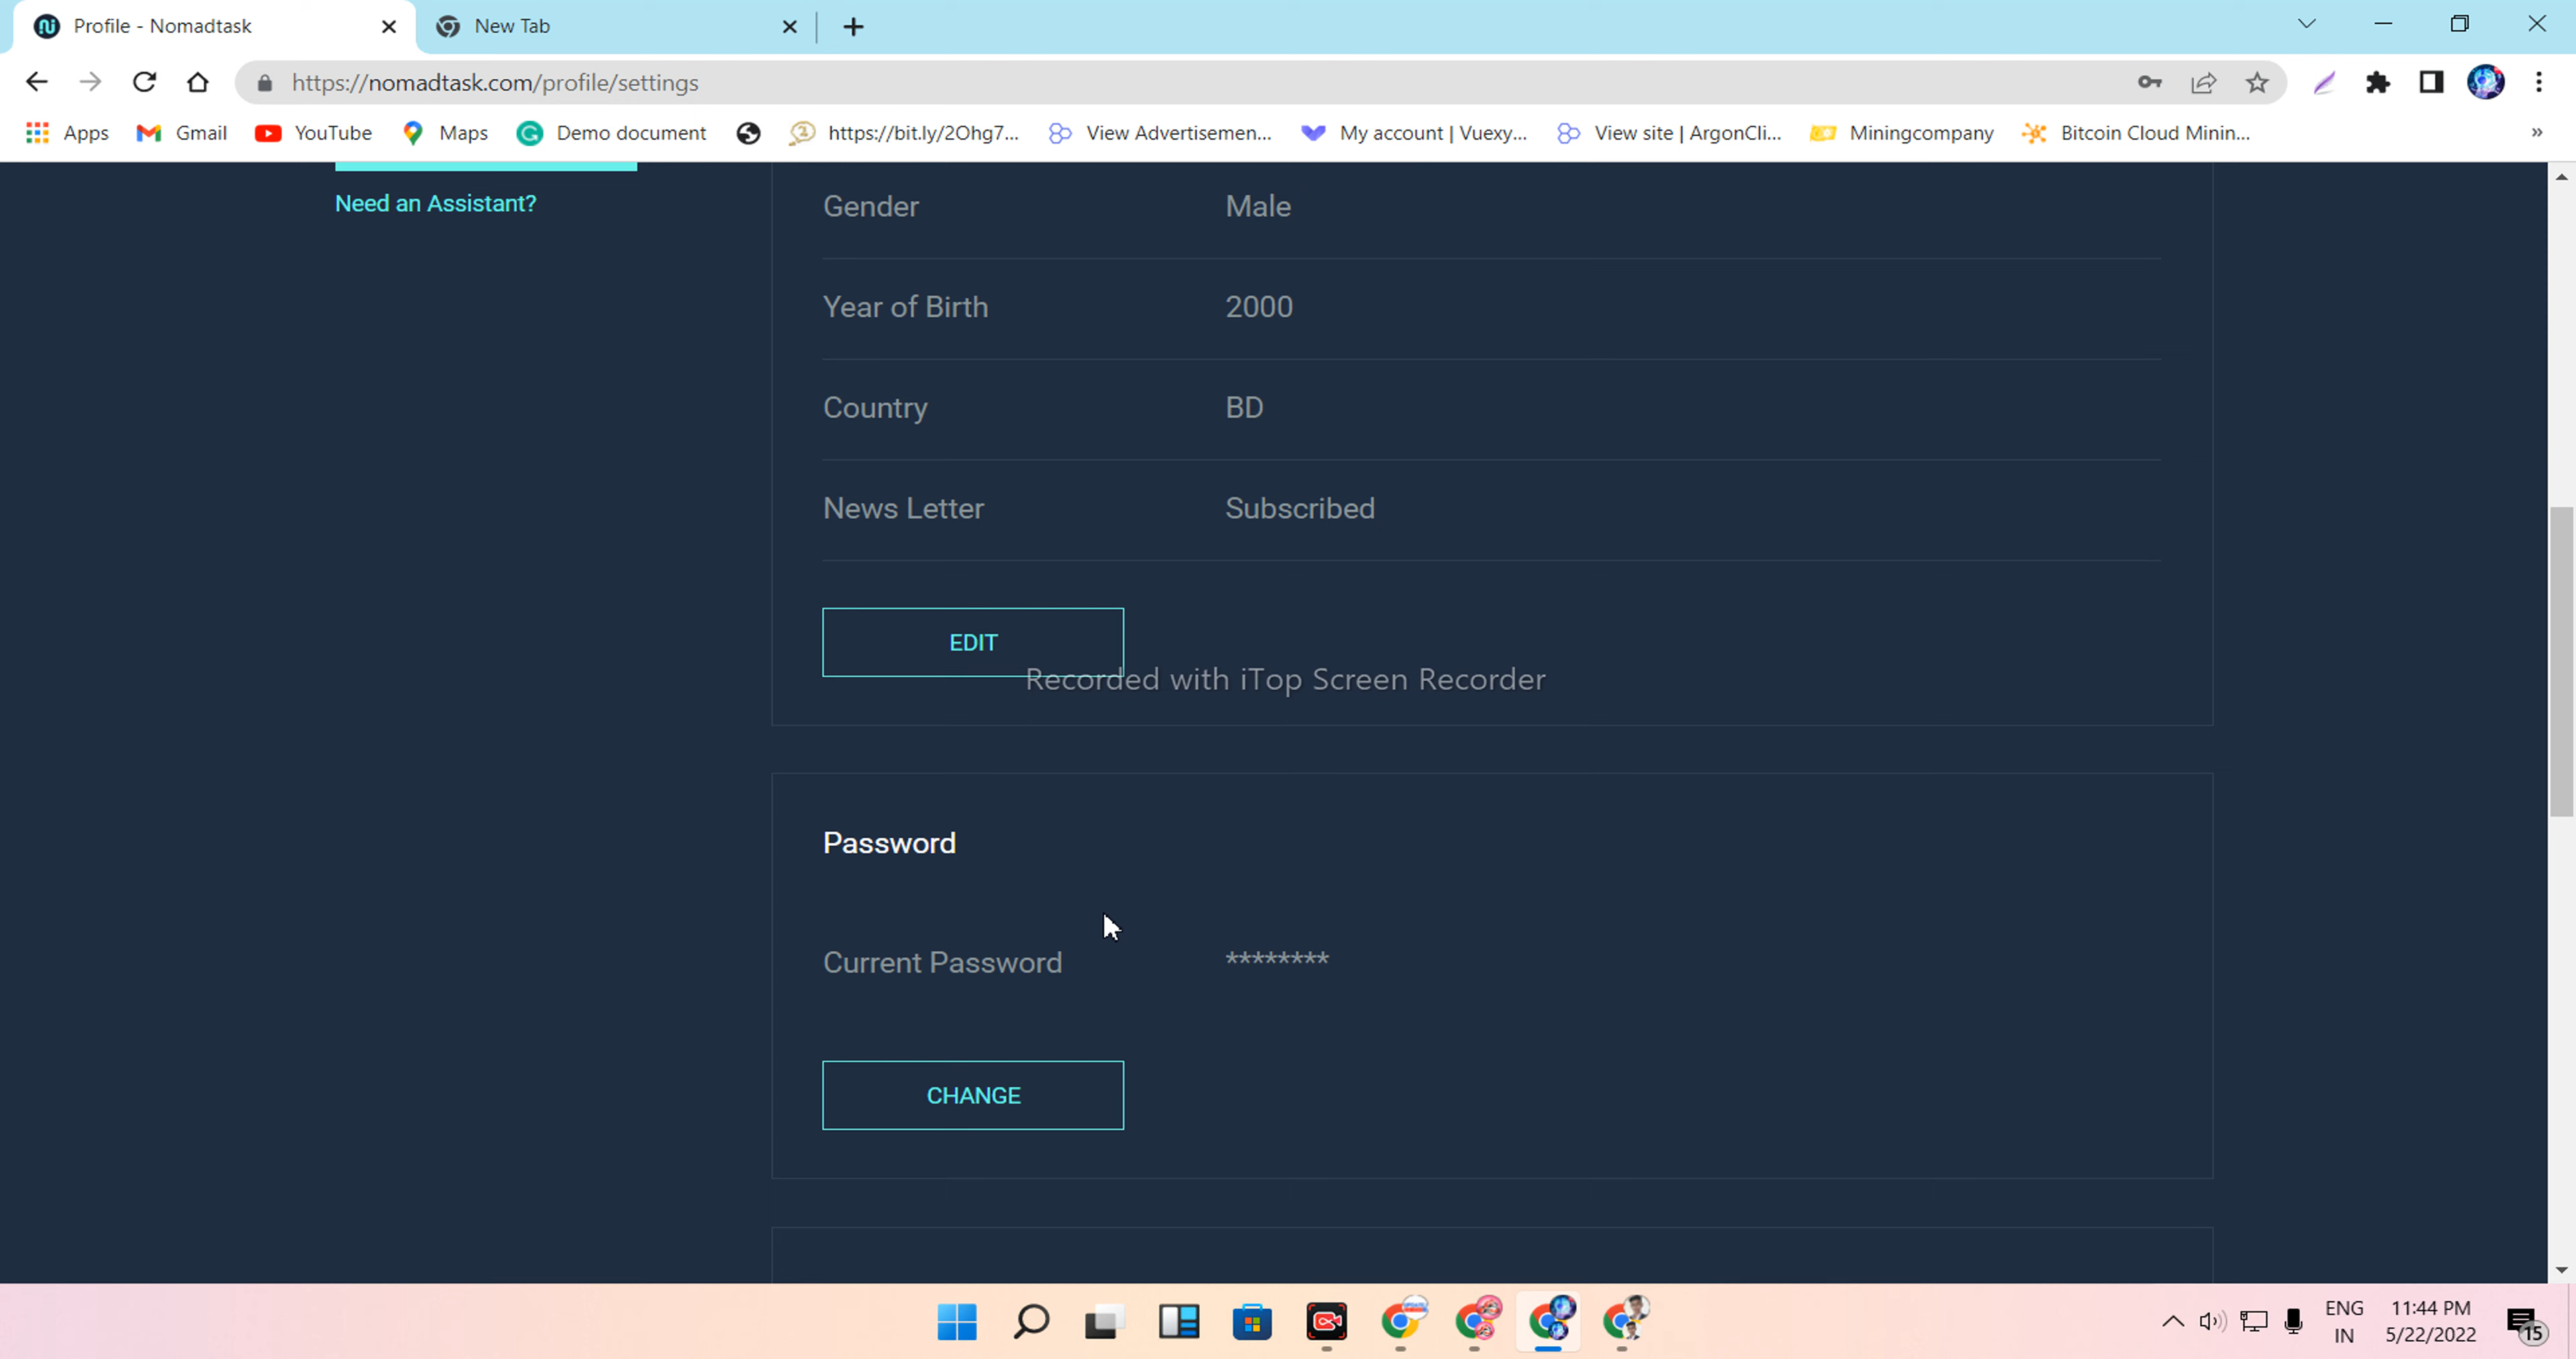 Profile - Nomadtask
New Tab
https://nomadtask.com/profile/settings
Apps
Gmail
YouTube
Maps
Demo document
https://bit.ly/2Ohg7...
View Advertisemen...
My account | Vuexy...
View site | ArgonCli...
Miningcompany
Bitcoin Cloud Minin...
»
Need an Assistant?
Gender Male
Year of Birth 2000
Country BD
News Letter Subscribed
EDIT
Recorded with iTop Screen Recorder
Password
Current Password ********
CHANGE
ENG
IN
11:44 PM
5/22/2022
15